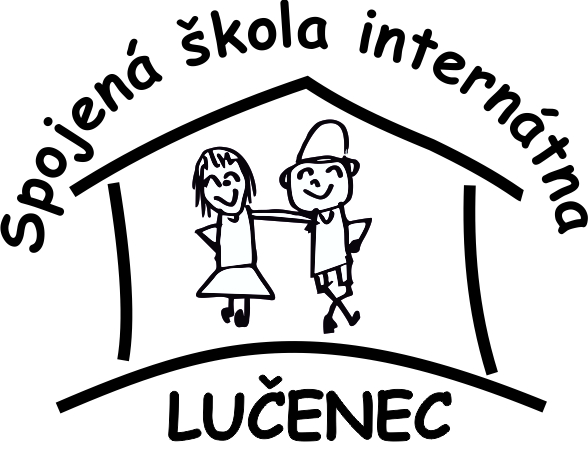 Spojená škola internátna
LUČENEC